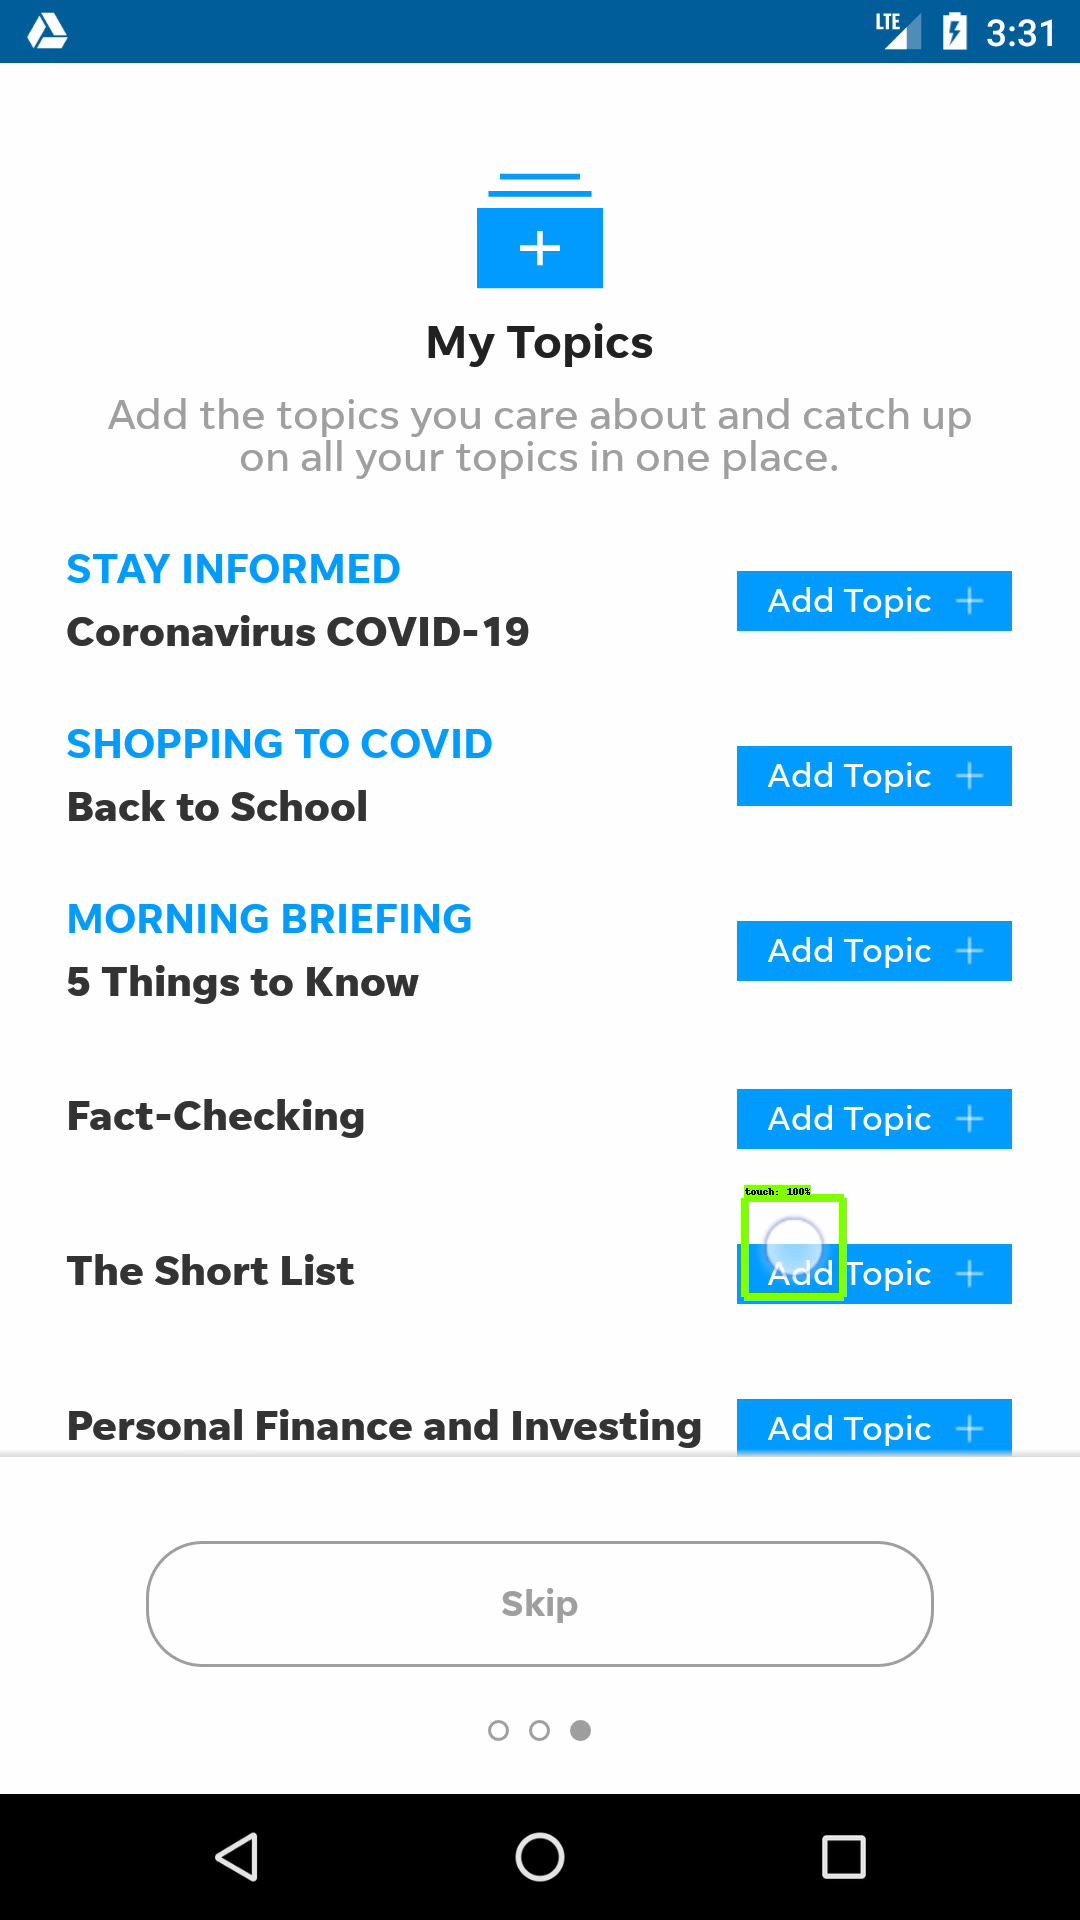 LTE 3:31
My Topics
Add the topics you care about and catch up
on all your topics in one place.
STAY INFORMED
Coronavirus COVID-19
Add Topic +
SHOPPING TO COVID
Back to School
Add Topic +
MORNING BRIEFING
5 Things to Know
Add Topic +
Fact-Checking
Add Topic +
touch: 100%
The Short List
Add Topic +
Personal Finance and Investing
Add Topic +
Skip